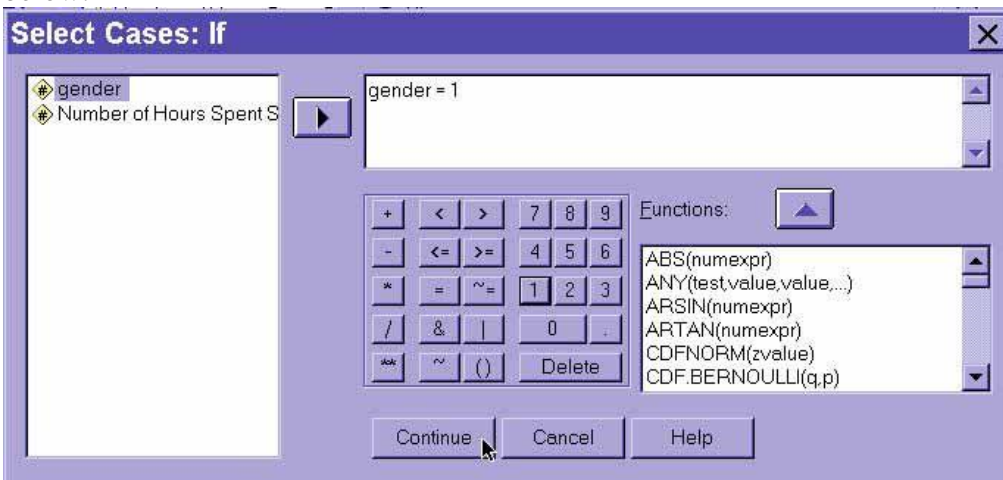 Select Cases: If
gender
Number of Hours Spent S
gender = 1
+ < > 7 8 9
- <= >= 4 5 6
* = ~= 1 2 3
/ & | 0 .
** ~ () Delete
Functions:
ABS(numexpr)
ANY(test,value,value,...)
ARSIN(numexpr)
ARTAN(numexpr)
CDFNORM(zvalue)
CDF.BERNOULLI(q,p)
Continue Cancel Help